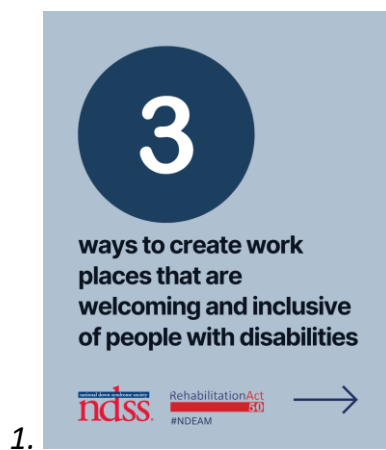 3
ways to create work
places that are
welcoming and inclusive
of people with disabilities
national down syndrome society
ndss.
RehabilitationAct
50
#NDEAM
1.